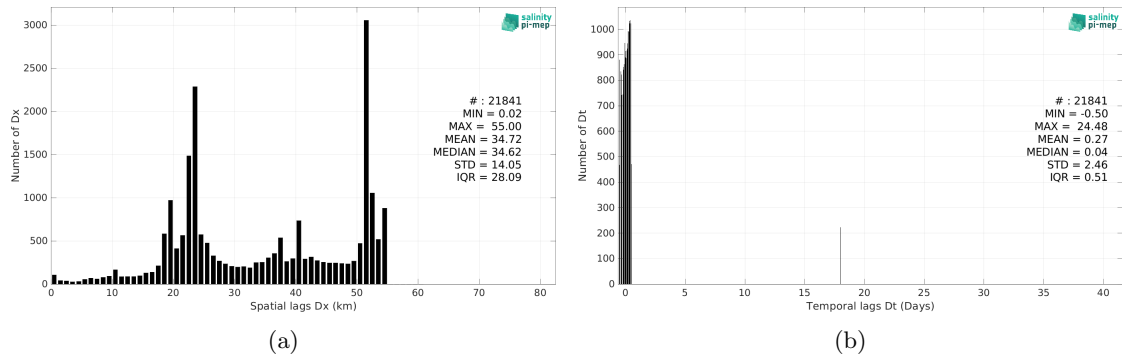 3000
2500
2000
1500
1000
500
0
Number of Dx
0 10 20 30 40 50 60 70 80
Spatial lags Dx (km)
salinity
pi-mep
# : 21841
MIN = 0.02
MAX = 55.00
MEAN = 34.72
MEDIAN = 34.62
STD = 14.05
IQR = 28.09
(a)
1000
900
800
700
600
500
400
300
200
100
0
Number of Dt
0 5 10 15 20 25 30 35 40
Temporal lags Dt (Days)
salinity
pi-mep
# : 21841
MIN = -0.50
MAX = 24.48
MEAN = 0.27
MEDIAN = 0.04
STD = 2.46
IQR = 0.51
(b)